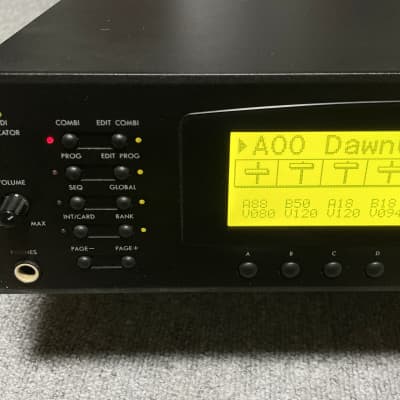 COMBI EDIT COMBI
PROG EDIT PROG
SEQ GLOBAL
VOLUME
INT/CARD BANK
MAX
PAGE− PAGE+
A00
A88 B50 A18 B18
V080 V120 V120 V094
A B C D